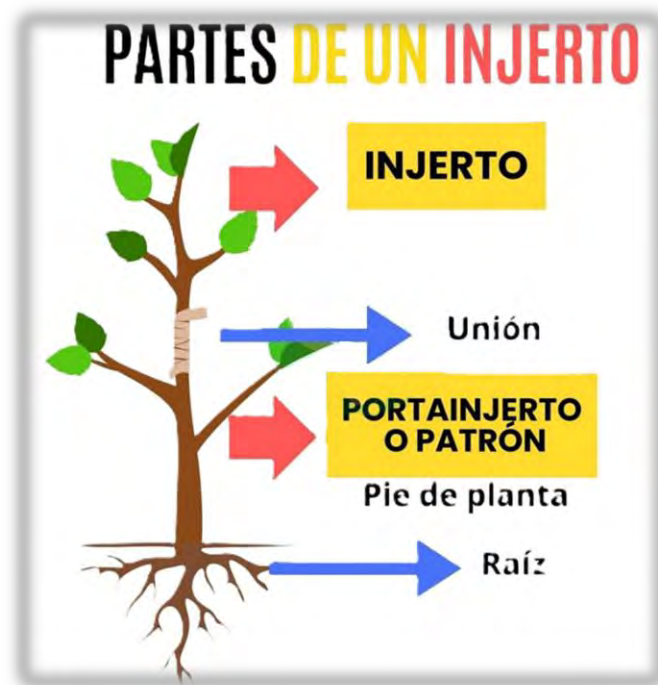 PARTES DE UN INJERTO
INJERTO
Unión
PORTAINJERTO
O PATRÓN
Pie de planta
Raíz